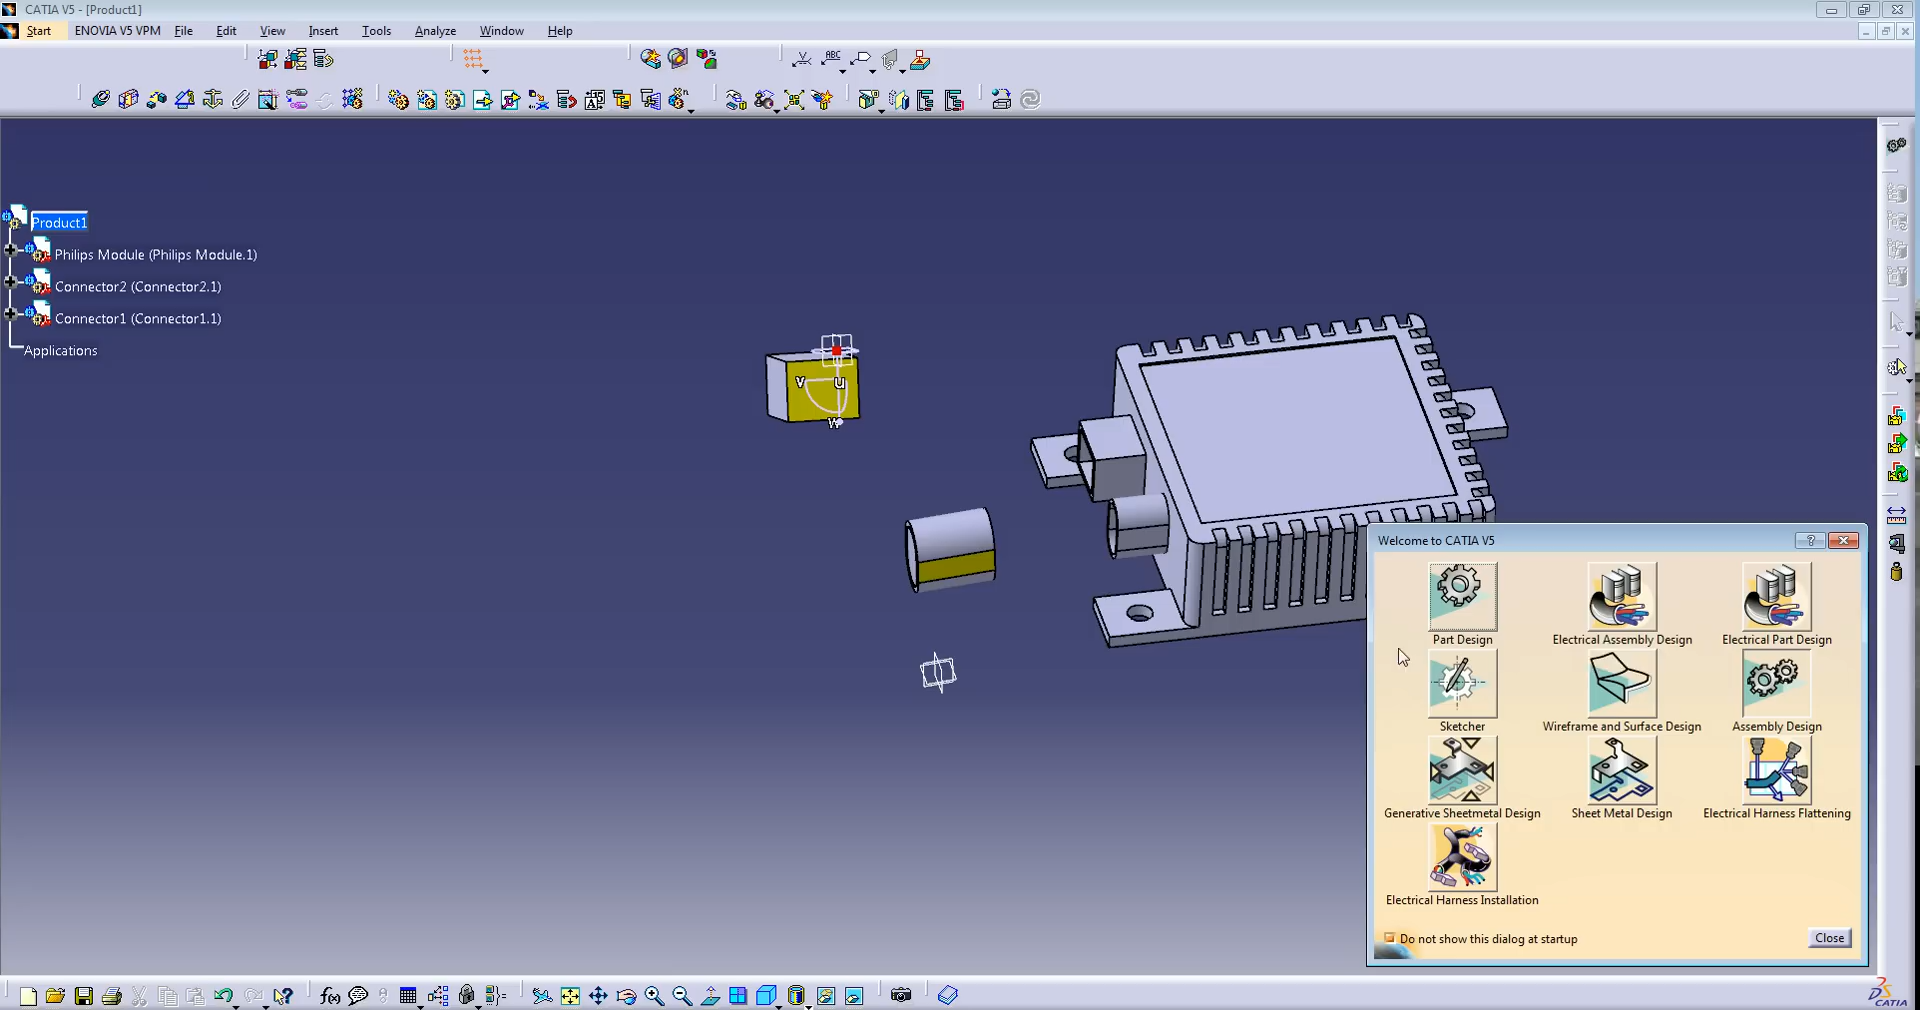 CATIA V5 - [Product1]
Start ENOVIA V5 VPM File Edit View Insert Tools Analyze Window Help
ABC
Product1
Philips Module (Philips Module.1)
Connector2 (Connector2.1)
Connector1 (Connector1.1)
Applications
v u
w
Welcome to CATIA V5
?
Part Design Electrical Assembly Design Electrical Part Design
Sketcher Wireframe and Surface Design Assembly Design
Generative Sheetmetal Design Sheet Metal Design Electrical Harness Flattening
Electrical Harness Installation
Do not show this dialog at startup Close
f(x)
CATIA